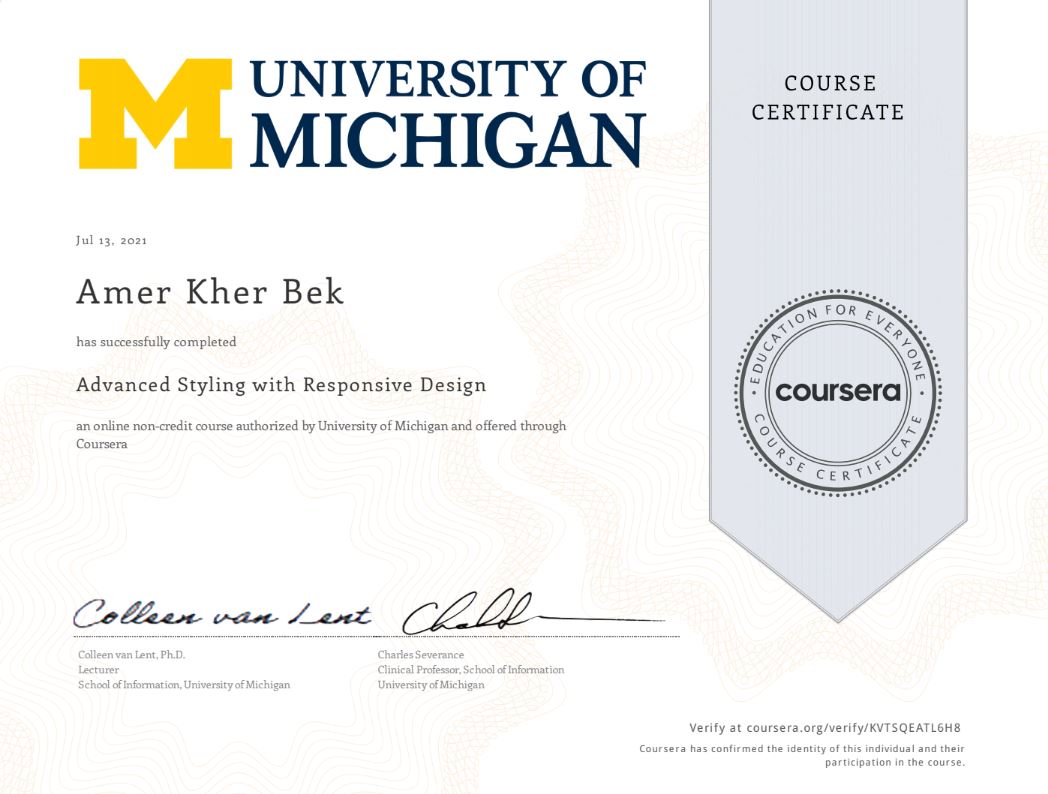 UNIVERSITY OF
MICHIGAN
COURSE
CERTIFICATE
Jul 13, 2021
Amer Kher Bek
has successfully completed
Advanced Styling with Responsive Design
an online non-credit course authorized by University of Michigan and offered through
Coursera
EDUCATION FOR EVERYONE
coursera
COURSE CERTIFICATE
Colleen van Lent
Colleen van Lent, Ph.D.
Lecturer
School of Information, University of Michigan
Charles Severance
Clinical Professor, School of Information
University of Michigan
Verify at coursera.org/verify/KVTSQEATL6H8
Coursera has confirmed the identity of this individual and their
participation in the course.